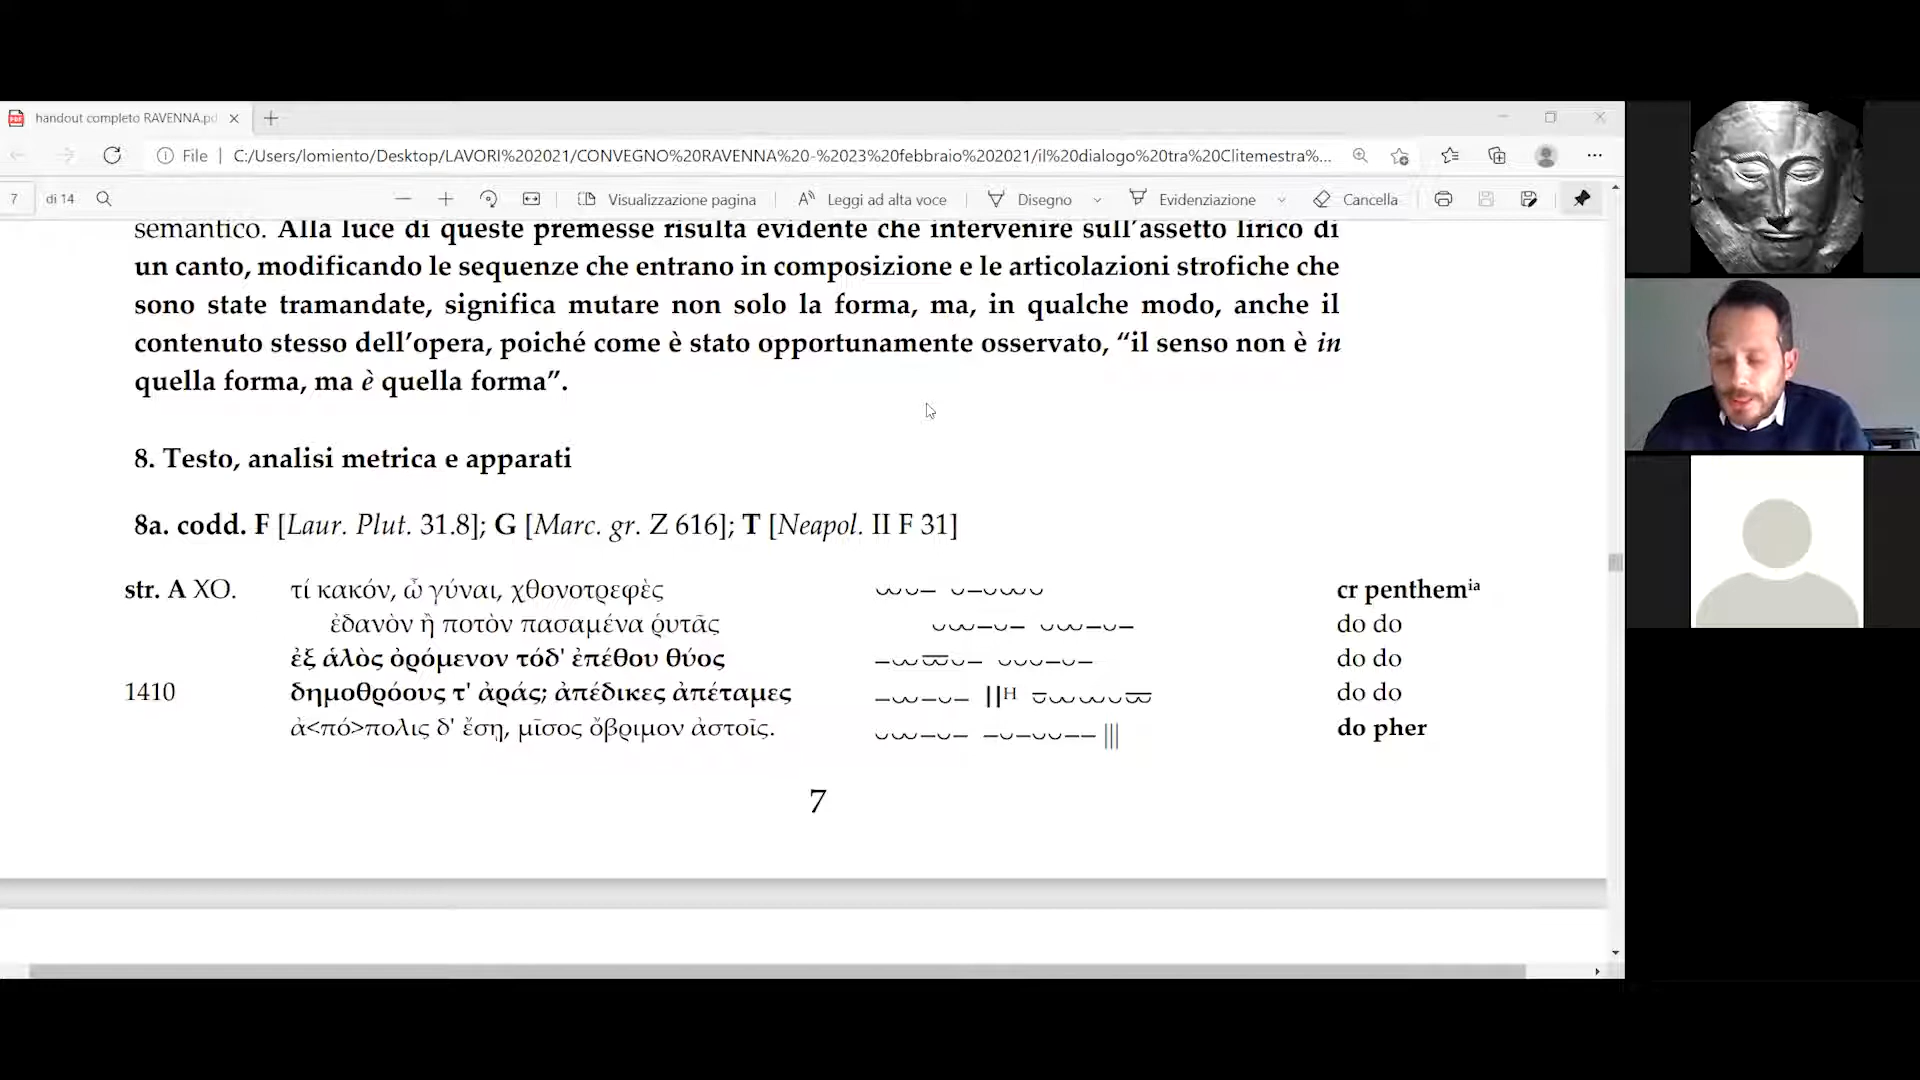 handout completo RAVENNA.pd
File
C:/Users/lomiento/Desktop/LAVORI%202021/CONVEGNO%20RAVENNA%20-%2023%20febbraio%202021/il%20dialogo%20tra%20Clitemestra%...
7 di 14
Visualizzazione pagina
Leggi ad alta voce
Disegno
Evidenziazione
Cancella
semantico. Alla luce di queste premesse risulta evidente che intervenire sull’assetto lirico di
un canto, modificando le sequenze che entrano in composizione e le articolazioni strofiche che
sono state tramandate, significa mutare non solo la forma, ma, in qualche modo, anche il
contenuto stesso dell’opera, poiché come è stato opportunamente osservato, “il senso non è in
quella forma, ma è quella forma”.
8. Testo, analisi metrica e apparati
8a. codd. F [Laur. Plut. 31.8]; G [Marc. gr. Z 616]; T [Neapol. II F 31]
str. A ΧΟ. τί κακόν, ὦ γύναι, χθονοτρεφὲς ⏖⏑– ⏑–⏑⏖⏑ cr penthemⁱᵃ
ἐδανὸν ἢ ποτὸν πασαμένα ῥυτᾶς ⏑⏖–⏑– ⏑⏖–⏑– do do
ἐξ ἁλὸς ὀρόμενον τόδ' ἐπέθου θύος –⏖⏖⏑– ⏑⏑⏑–⏑– do do
1410 δημοθρόους τ' ἀράς; ἀπέδικες ἀπέταμες –⏖–⏑– ||ᴴ ⏓⏖⏖⏑⏖ do do
ἀ<πό>πολις δ' ἔσῃ, μῖσος ὄβριμον ἀστοῖς. ⏑⏖–⏑– –⏑–⏑⏑–– ||| do pher
7